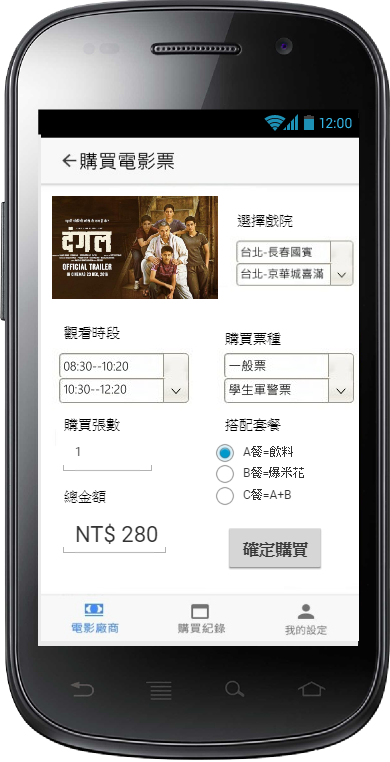 12:00
購買電影票
選擇戲院
台北-長春國賓
台北-京華城喜滿
दंगल
OFFICIAL TRAILER
IN CINEMAS 23 DEC, 2016
觀看時段
購買票種
08:30--10:20
10:30--12:20
一般票
學生軍警票
購買張數
搭配套餐
1
A餐=飲料
B餐=爆米花
C餐=A+B
總金額
NT$ 280
確定購買
電影廠商
購買紀錄
我的設定